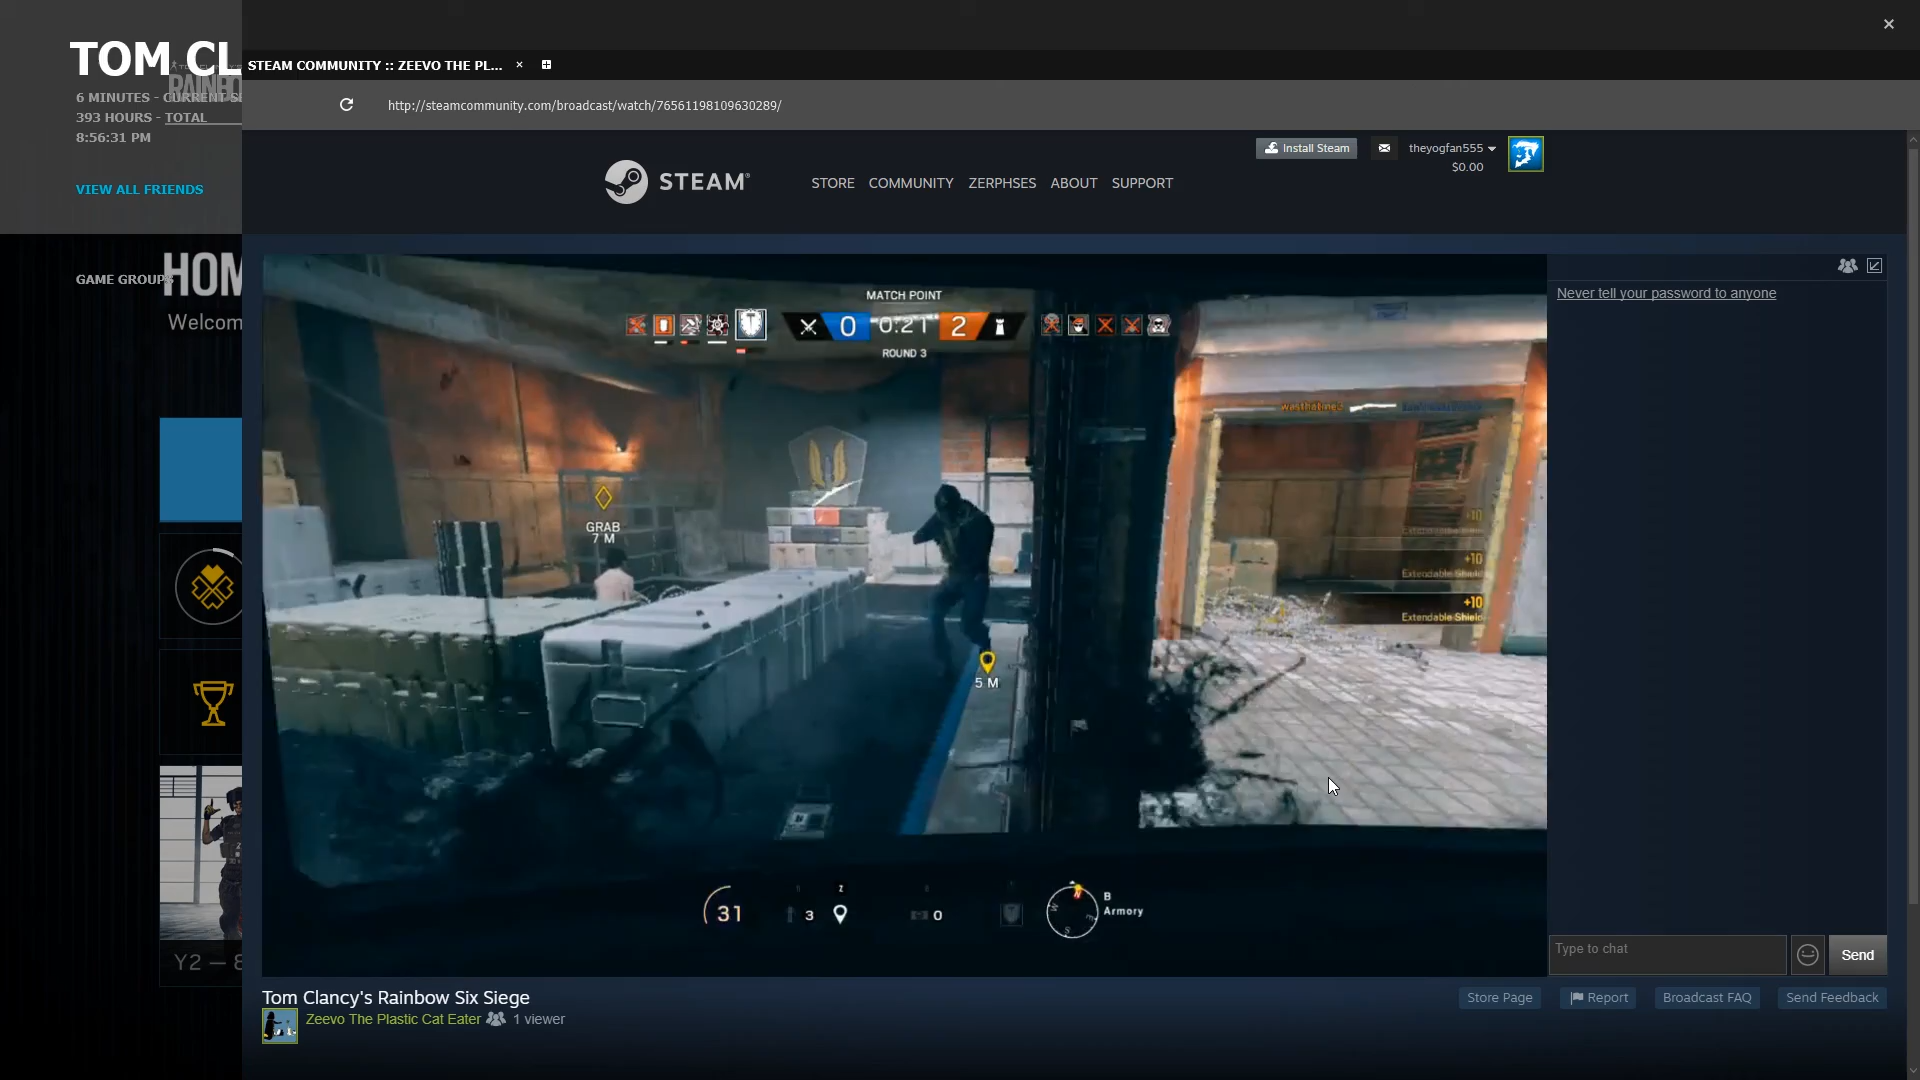 TOM CL
6 MINUTES - CURRENT SE
393 HOURS - TOTAL
8:56:31 PM
VIEW ALL FRIENDS
GAME GROUPS
HOM
Welcom
Y2 —
STEAM COMMUNITY :: ZEEVO THE PL...
http://steamcommunity.com/broadcast/watch/76561198109630289/
Install Steam
theyogfan555
$0.00
STEAM
STORE COMMUNITY ZERPHSES ABOUT SUPPORT
Never tell your password to anyone
MATCH POINT
0 0:21 2
ROUND 3
GRAB
7 M
5 M
+10
+10
Extendable Shield
+10
Extendable Shield
31
3
Z
0
B
Armory
S
Type to chat
Send
Tom Clancy's Rainbow Six Siege
Zeevo The Plastic Cat Eater 1 viewer
Store Page Report Broadcast FAQ Send Feedback